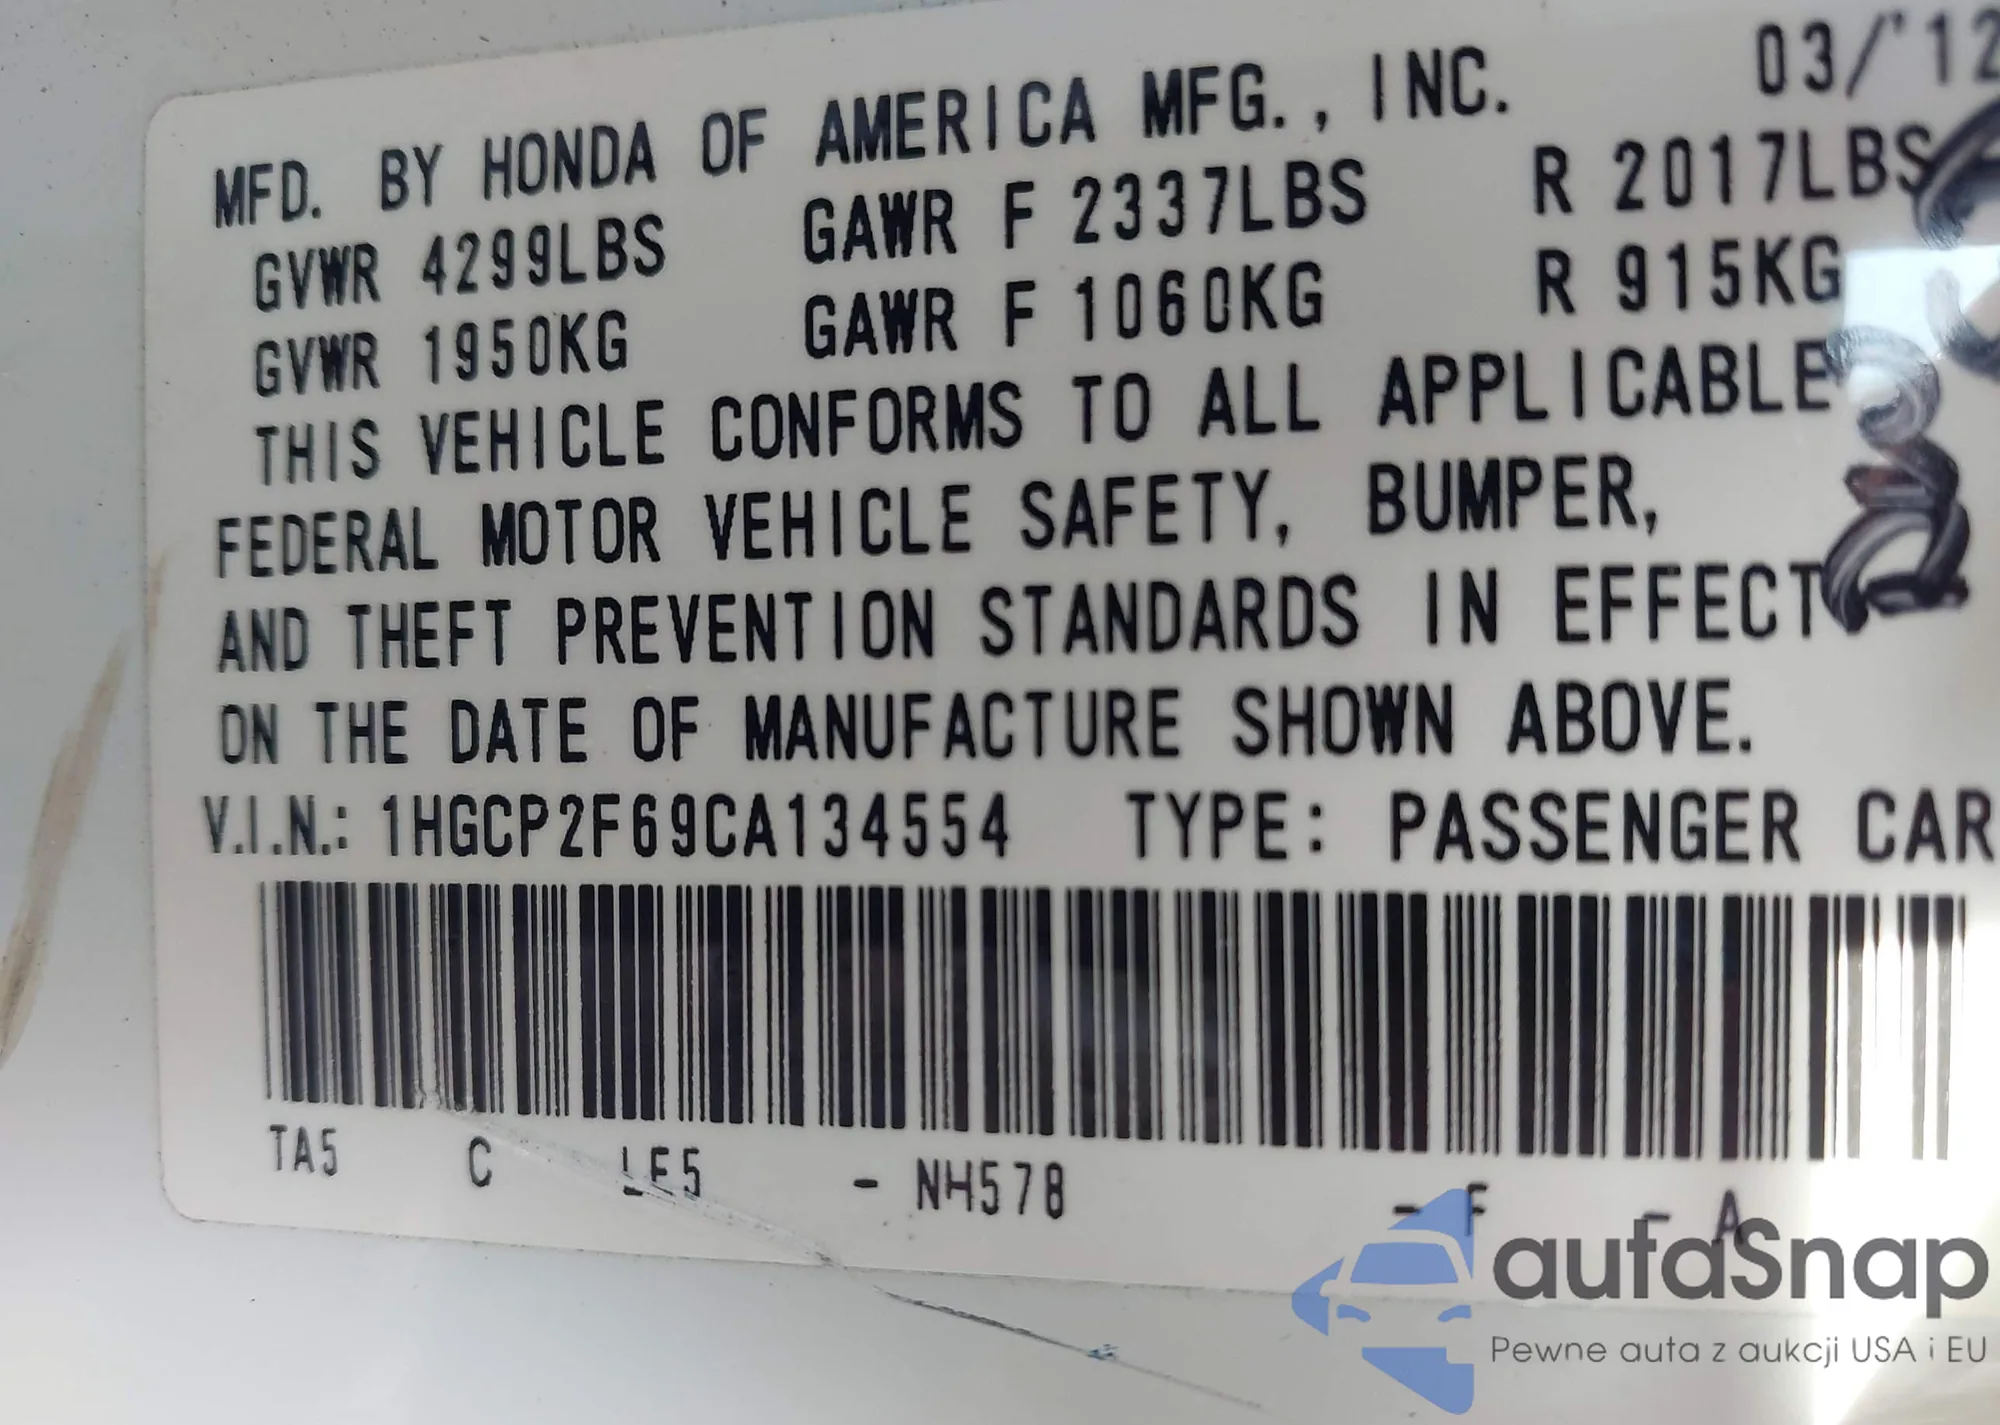 03/'12
MFD. BY HONDA OF AMERICA MFG., INC.
GVWR 4299LBS GAWR F 2337LBS R 2017LBS
GVWR 1950KG GAWR F 1060KG R 915KG
THIS VEHICLE CONFORMS TO ALL APPLICABLE
FEDERAL MOTOR VEHICLE SAFETY, BUMPER,
AND THEFT PREVENTION STANDARDS IN EFFECT
ON THE DATE OF MANUFACTURE SHOWN ABOVE.
V.I.N.: 1HGCP2F69CA134554 TYPE: PASSENGER CAR
TA5 C LE5 - NH578 - F - A
autaSnap
Pewne auta z aukcji USA i EU